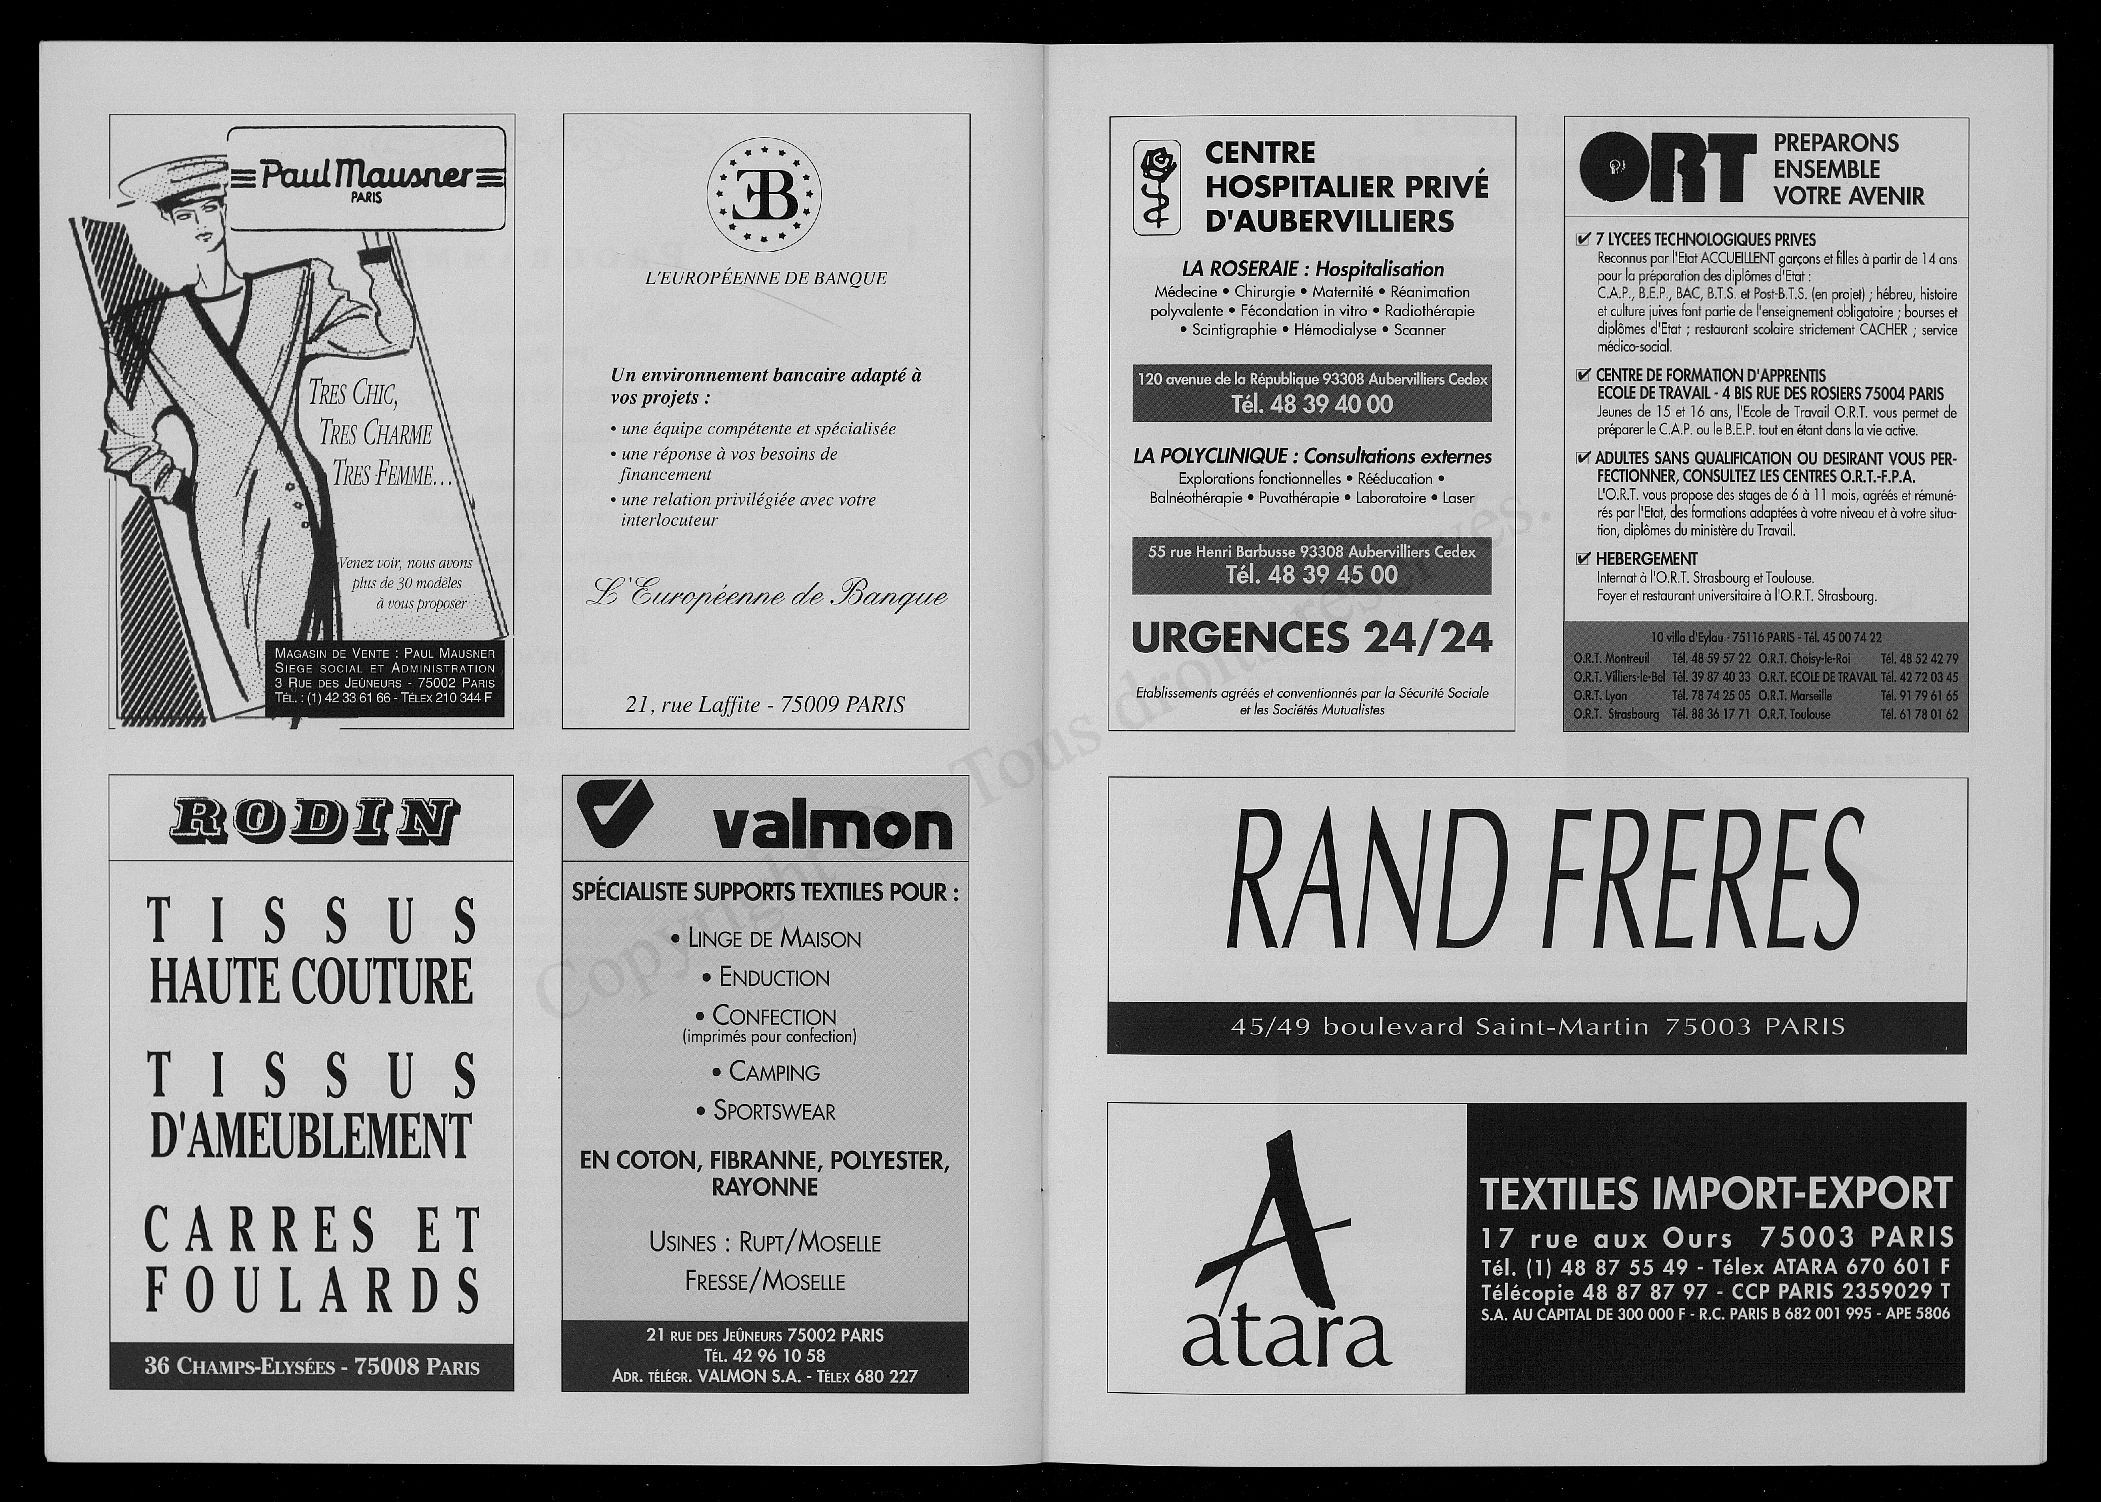 Paul Mausner
PARIS
TRES CHIC,
TRES CHARME
TRES FEMME...
Venez voir, nous avons
plus de 30 modèles
à vous proposer
MAGASIN DE VENTE : PAUL MAUSNER
SIEGE SOCIAL ET ADMINISTRATION
3 RUE DES JEÛNEURS - 75002 PARIS
TÉL. : (1) 42 33 61 66 - TÉLEX 210 344 F
L'EUROPÉENNE DE BANQUE
Un environnement bancaire adapté à
vos projets :
• une équipe compétente et spécialisée
• une réponse à vos besoins de
financement
• une relation privilégiée avec votre
interlocuteur
L'Européenne de Banque
21, rue Laffite - 75009 PARIS
RODIN
TISSUS
HAUTE COUTURE
TISSUS
D'AMEUBLEMENT
CARRES ET
FOULARDS
36 CHAMPS-ELYSÉES - 75008 PARIS
valmon
SPÉCIALISTE SUPPORTS TEXTILES POUR :
• LINGE DE MAISON
• ENDUCTION
• CONFECTION
(imprimés pour confection)
• CAMPING
• SPORTSWEAR
EN COTON, FIBRANNE, POLYESTER,
RAYONNE
USINES : RUPT/MOSELLE
FRESSE/MOSELLE
21 RUE DES JEÛNEURS 75002 PARIS
TÉL. 42 96 10 58
ADR. TÉLÉGR. VALMON S.A. - TÉLEX 680 227
CENTRE
HOSPITALIER PRIVÉ
D'AUBERVILLIERS
LA ROSERAIE : Hospitalisation
Médecine • Chirurgie • Maternité • Réanimation
polyvalente • Fécondation in vitro • Radiothérapie
• Scintigraphie • Hémodialyse • Scanner
120 avenue de la République 93308 Aubervilliers Cedex
Tél. 48 39 40 00
LA POLYCLINIQUE : Consultations externes
Explorations fonctionnelles • Rééducation •
Balnéothérapie • Puvathérapie • Laboratoire • Laser
55 rue Henri Barbusse 93308 Aubervilliers Cedex
Tél. 48 39 45 00
URGENCES 24/24
Etablissements agréés et conventionnés par la Sécurité Sociale
et les Sociétés Mutualistes
ORT
PREPARONS
ENSEMBLE
VOTRE AVENIR
7 LYCEES TECHNOLOGIQUES PRIVES
Reconnus par l'Etat ACCUEILLENT garçons et filles à partir de 14 ans
pour la préparation des diplômes d'Etat :
C.A.P., B.E.P., BAC, B.T.S. et Post-B.T.S. (en projet) ; hébreu, histoire
et culture juives font partie de l'enseignement obligatoire ; bourses et
diplômes d'Etat ; restaurant scolaire strictement CACHER ; service
médico-social.
CENTRE DE FORMATION D'APPRENTIS
ECOLE DE TRAVAIL - 4 BIS RUE DES ROSIERS 75004 PARIS
Jeunes de 15 et 16 ans, l'Ecole de Travail O.R.T. vous permet de
préparer le C.A.P. ou le B.E.P. tout en étant dans la vie active.
ADULTES SANS QUALIFICATION OU DESIRANT VOUS PER-
FECTIONNER, CONSULTEZ LES CENTRES O.R.T.-F.P.A.
L'O.R.T. vous propose des stages de 6 à 11 mois, agréés et rémuné-
rés par l'Etat, des formations adaptées à votre niveau et à votre situa-
tion, diplômes du ministère du Travail.
HEBERGEMENT
Internat à l'O.R.T. Strasbourg et Toulouse.
Foyer et restaurant universitaire à l'O.R.T. Strasbourg.
10 villa d'Eylau - 75116 PARIS - Tél. 45 00 74 22
O.R.T. Montreuil Tél. 48 59 57 22 O.R.T. Choisy-le-Roi Tél. 48 52 42 79
O.R.T. Villiers-le-Bel Tél. 39 87 40 33 O.R.T. ECOLE DE TRAVAIL Tél. 42 72 03 45
O.R.T. Lyon Tél. 78 74 25 05 O.R.T. Marseille Tél. 91 79 61 65
O.R.T. Strasbourg Tél. 88 36 17 71 O.R.T. Toulouse Tél. 61 78 01 62
RAND FRERES
45/49 boulevard Saint-Martin 75003 PARIS
atara
TEXTILES IMPORT-EXPORT
17 rue aux Ours 75003 PARIS
Tél. (1) 48 87 55 49 - Télex ATARA 670 601 F
Télécopie 48 87 87 97 - CCP PARIS 2359029 T
S.A. AU CAPITAL DE 300 000 F - R.C. PARIS B 682 001 995 - APE 5806
Copyright © - Tous droits réservés.